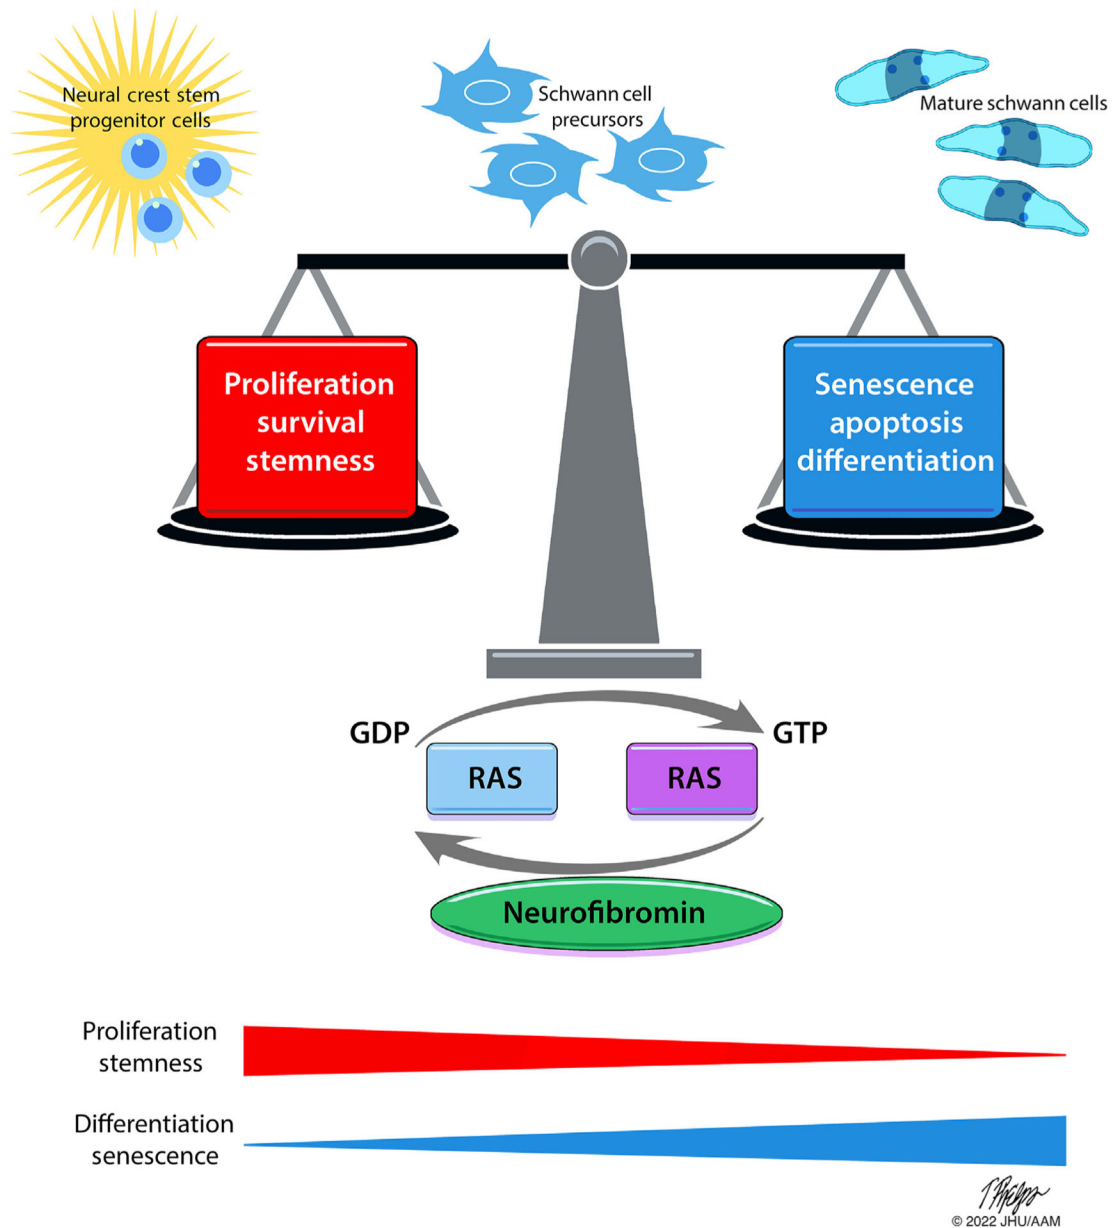 Neural crest stem
progenitor cells
Schwann cell
precursors
Mature schwann cells
Proliferation
survival
stemness
Senescence
apoptosis
differentiation
GDP
GTP
RAS
RAS
Neurofibromin
Proliferation
stemness
Differentiation
senescence
© 2022 JHU/AAM